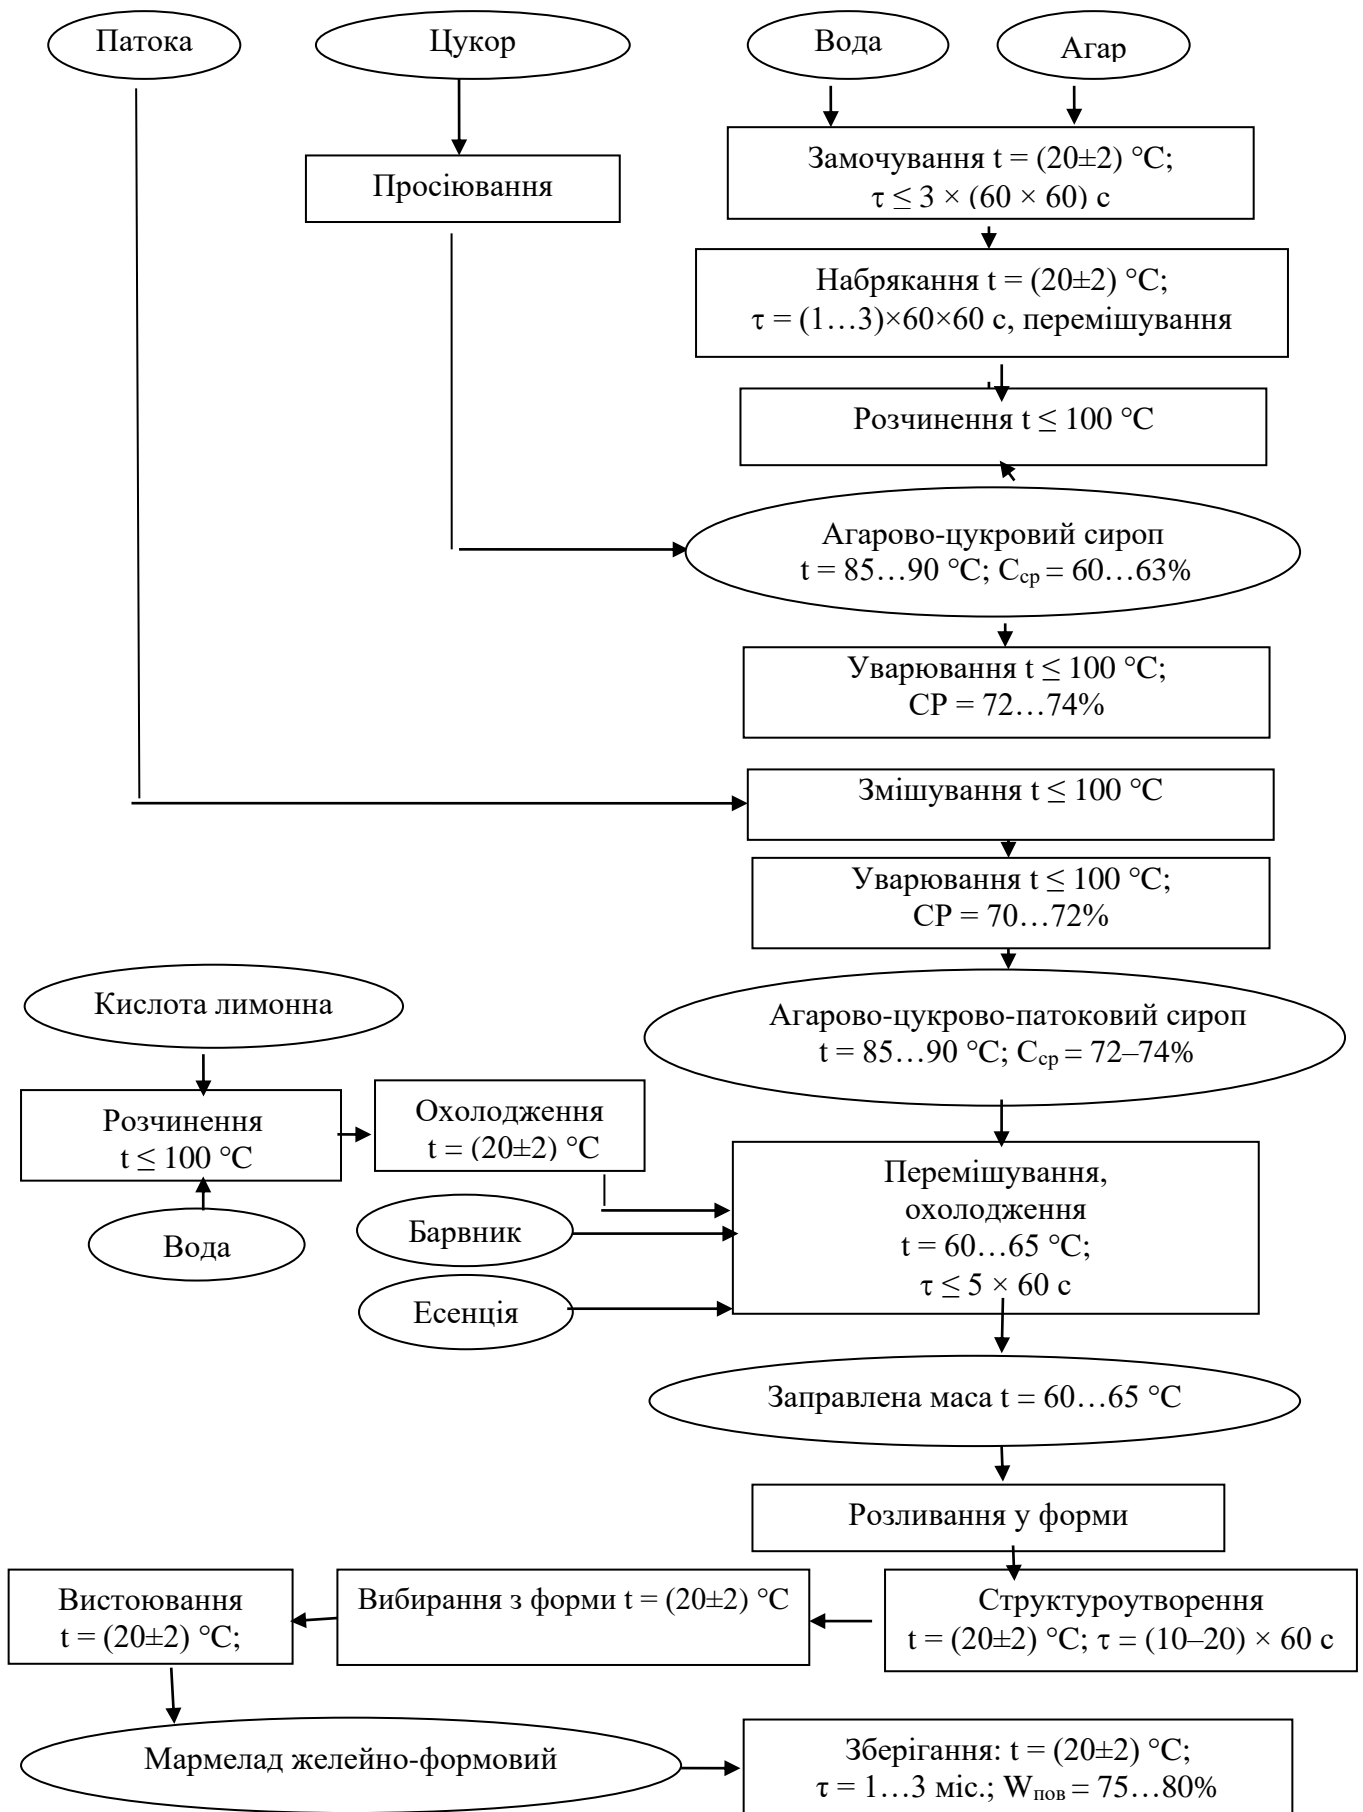 Патока
Цукор
Вода
Агар
Замочування t = (20±2) °C;
τ ≤ 3 × (60 × 60) с
Просіювання
Набрякання t = (20±2) °C;
τ = (1…3)×60×60 с, перемішування
Розчинення t ≤ 100 °C
Агарово-цукровий сироп
t = 85…90 °C; Cср = 60…63%
Уварювання t ≤ 100 °C;
СР = 72…74%
Змішування t ≤ 100 °C
Уварювання t ≤ 100 °C;
СР = 70…72%
Кислота лимонна
Агарово-цукрово-патоковий сироп
t = 85…90 °C; Cср = 72–74%
Розчинення
t ≤ 100 °C
Охолодження
t = (20±2) °C
Вода
Барвник
Есенція
Перемішування,
охолодження
t = 60…65 °C;
τ ≤ 5 × 60 с
Заправлена маса t = 60…65 °C
Розливання у форми
Вистоювання
t = (20±2) °C;
Вибирання з форми t = (20±2) °C
Структуроутворення
t = (20±2) °C; τ = (10–20) × 60 с
Мармелад желейно-формовий
Зберігання: t = (20±2) °C;
τ = 1…3 міс.; Wпов = 75…80%